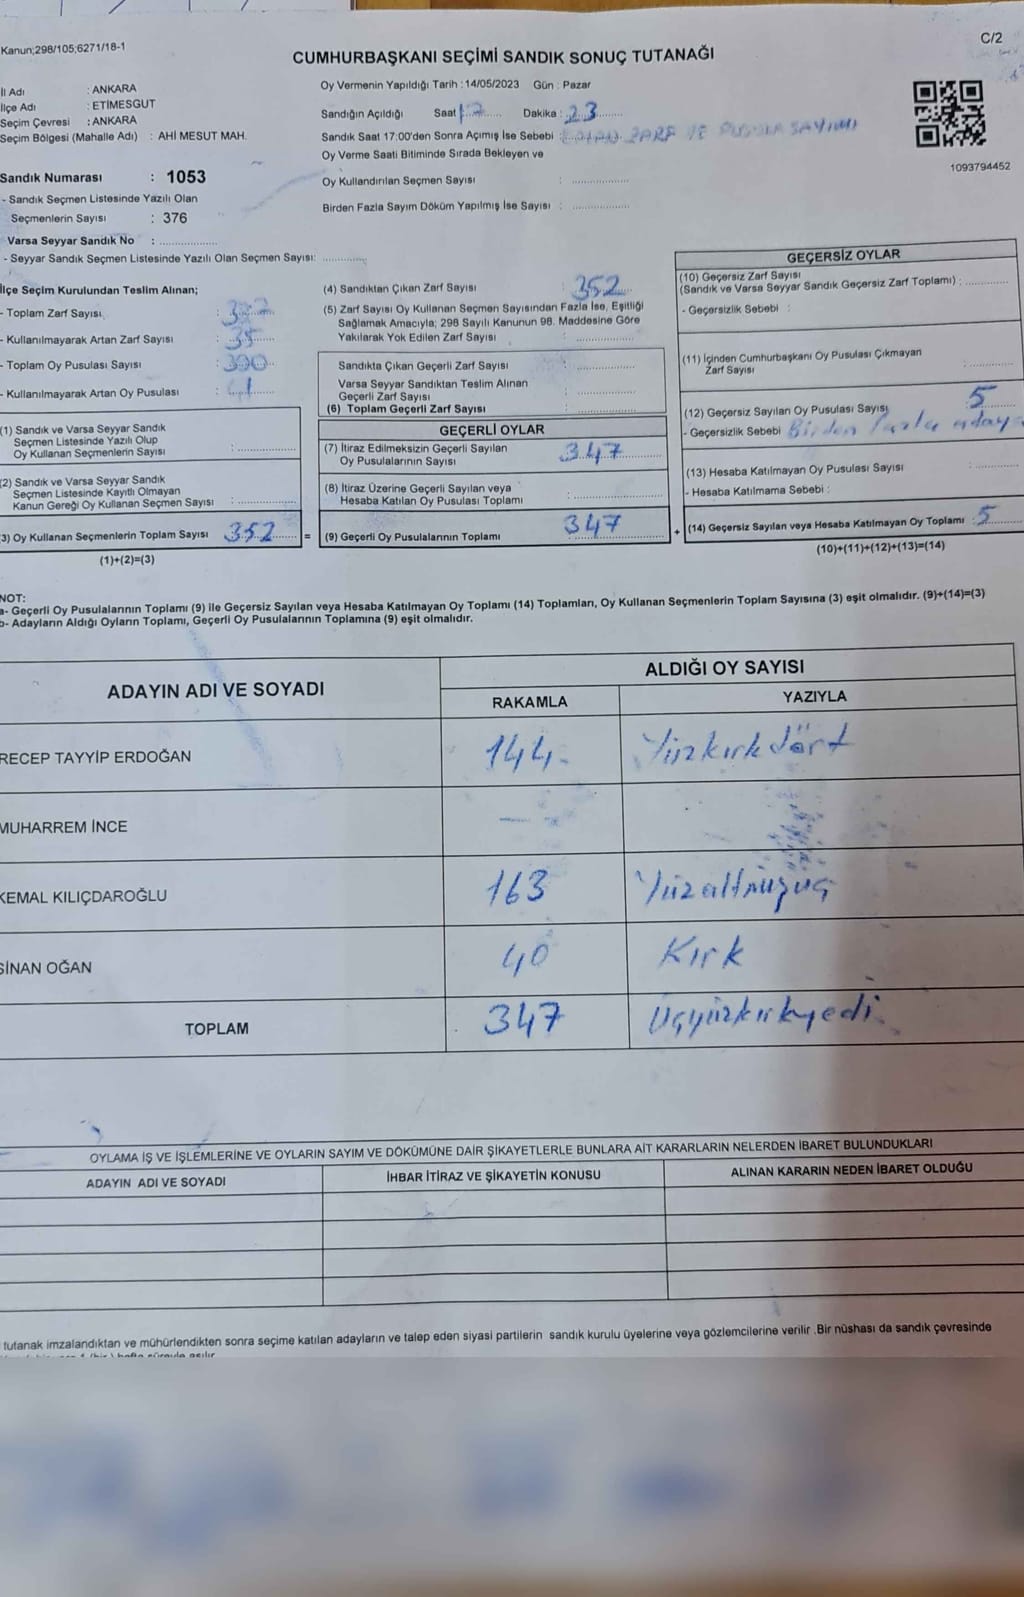 Kanun;298/105;6271/18-1
C/2
CUMHURBAŞKANI SEÇİMİ SANDIK SONUÇ TUTANAĞI
İl Adı : ANKARA
İlçe Adı : ETİMESGUT
Seçim Çevresi : ANKARA
Seçim Bölgesi (Mahalle Adı) : AHİ MESUT MAH.
Sandık Numarası : 1053
- Sandık Seçmen Listesinde Yazılı Olan
Seçmenlerin Sayısı : 376
Varsa Seyyar Sandık No : ..................
- Seyyar Sandık Seçmen Listesinde Yazılı Olan Seçmen Sayısı: .............
Oy Vermenin Yapıldığı Tarih : 14/05/2023 Gün : Pazar
Sandığın Açıldığı Saat 17 Dakika : 23
Sandık Saat 17:00'den Sonra Açımış İse Sebebi : ZARF VE PUSULA SAYIMI
Oy Verme Saati Bitiminde Sırada Bekleyen ve
Oy Kullandırılan Seçmen Sayısı : ..................
Birden Fazla Sayım Döküm Yapılmış İse Sayısı : ..................
1093794452
İlçe Seçim Kurulundan Teslim Alınan;
- Toplam Zarf Sayısı :
- Kullanılmayarak Artan Zarf Sayısı : 35
- Toplam Oy Pusulası Sayısı : 390
- Kullanılmayarak Artan Oy Pusulası : 41
(1) Sandık ve Varsa Seyyar Sandık
Seçmen Listesinde Yazılı Olup
Oy Kullanan Seçmenlerin Sayısı : ..................
(2) Sandık ve Varsa Seyyar Sandık
Seçmen Listesinde Kayıtlı Olmayan
Kanun Gereği Oy Kullanan Seçmen Sayısı : ..................
(3) Oy Kullanan Seçmenlerin Toplam Sayısı 352 =
(1)+(2)=(3)
(4) Sandıktan Çıkan Zarf Sayısı : 352
(5) Zarf Sayısı Oy Kullanan Seçmen Sayısından Fazla İse, Eşitliği
Sağlamak Amacıyla; 298 Sayılı Kanunun 98. Maddesine Göre
Yakılarak Yok Edilen Zarf Sayısı : ..................
Sandıkta Çıkan Geçerli Zarf Sayısı : ..................
Varsa Seyyar Sandıktan Teslim Alınan
Geçerli Zarf Sayısı : ..................
(6) Toplam Geçerli Zarf Sayısı : ..................
GEÇERLİ OYLAR
(7) İtiraz Edilmeksizin Geçerli Sayılan
Oy Pusulalarının Sayısı : 347
(8) İtiraz Üzerine Geçerli Sayılan veya
Hesaba Katılan Oy Pusulası Toplamı : ..................
(9) Geçerli Oy Pusulalarının Toplamı 347 +
GEÇERSİZ OYLAR
(10) Geçersiz Zarf Sayısı
(Sandık ve Varsa Seyyar Sandık Geçersiz Zarf Toplamı) : .............
- Geçersizlik Sebebi :
(11) İçinden Cumhurbaşkanı Oy Pusulası Çıkmayan
Zarf Sayısı : .............
(12) Geçersiz Sayılan Oy Pusulası Sayısı 5
- Geçersizlik Sebebi Birden fazla aday
(13) Hesaba Katılmayan Oy Pusulası Sayısı : .............
- Hesaba Katılmama Sebebi :
(14) Geçersiz Sayılan veya Hesaba Katılmayan Oy Toplamı : 5
(10)+(11)+(12)+(13)=(14)
NOT:
a- Geçerli Oy Pusulalarının Toplamı (9) ile Geçersiz Sayılan veya Hesaba Katılmayan Oy Toplamı (14) Toplamları, Oy Kullanan Seçmenlerin Toplam Sayısına (3) eşit olmalıdır. (9)+(14)=(3)
b- Adayların Aldığı Oyların Toplamı, Geçerli Oy Pusulalarının Toplamına (9) eşit olmalıdır.
ADAYIN ADI VE SOYADI ALDIĞI OY SAYISI
RAKAMLA YAZIYLA
RECEP TAYYİP ERDOĞAN 144 Yüzkırkdört
MUHARREM İNCE —
KEMAL KILIÇDAROĞLU 163 Yüzaltmışüç
SİNAN OĞAN 40 Kırk
TOPLAM 347 Üçyüzkırkyedi
OYLAMA İŞ VE İŞLEMLERİNE VE OYLARIN SAYIM VE DÖKÜMÜNE DAİR ŞİKAYETLERLE BUNLARA AİT KARARLARIN NELERDEN İBARET BULUNDUKLARI
ADAYIN ADI VE SOYADI İHBAR İTİRAZ VE ŞİKAYETİN KONUSU ALINAN KARARIN NEDEN İBARET OLDUĞU
tutanak imzalandıktan ve mühürlendikten sonra seçime katılan adayların ve talep eden siyasi partilerin sandık kurulu üyelerine veya gözlemcilerine verilir .Bir nüshası da sandık çevresinde